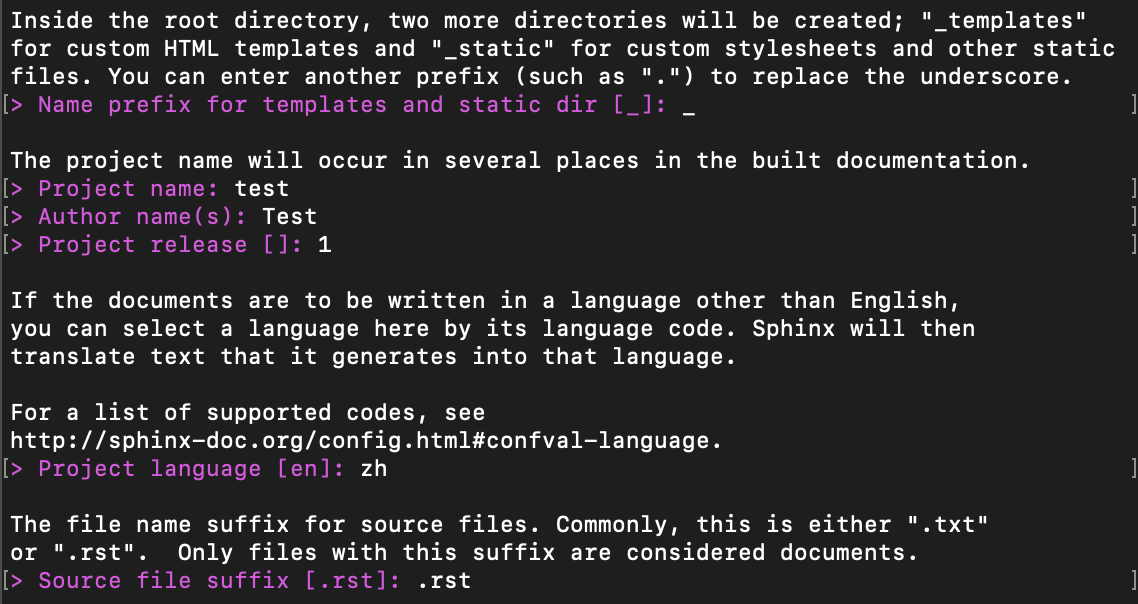 Inside the root directory, two more directories will be created; "_templates"
for custom HTML templates and "_static" for custom stylesheets and other static
files. You can enter another prefix (such as ".") to replace the underscore.
[> Name prefix for templates and static dir [_]: _ ]
The project name will occur in several places in the built documentation.
[> Project name: test ]
[> Author name(s): Test ]
[> Project release []: 1 ]
If the documents are to be written in a language other than English,
you can select a language here by its language code. Sphinx will then
translate text that it generates into that language.
For a list of supported codes, see
http://sphinx-doc.org/config.html#confval-language.
[> Project language [en]: zh ]
The file name suffix for source files. Commonly, this is either ".txt"
or ".rst".  Only files with this suffix are considered documents.
[> Source file suffix [.rst]: .rst ]